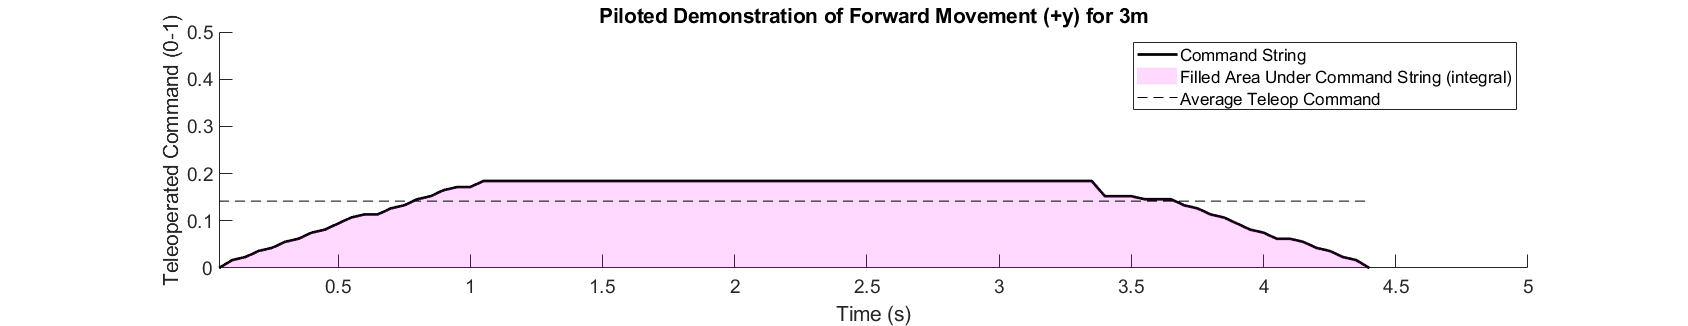 Piloted Demonstration of Forward Movement (+y) for 3m
Teleoperated Command (0-1)
0.5
0.4
0.3
0.2
0.1
0
Command String
Filled Area Under Command String (integral)
Average Teleop Command
0.5 1 1.5 2 2.5 3 3.5 4 4.5 5
Time (s)